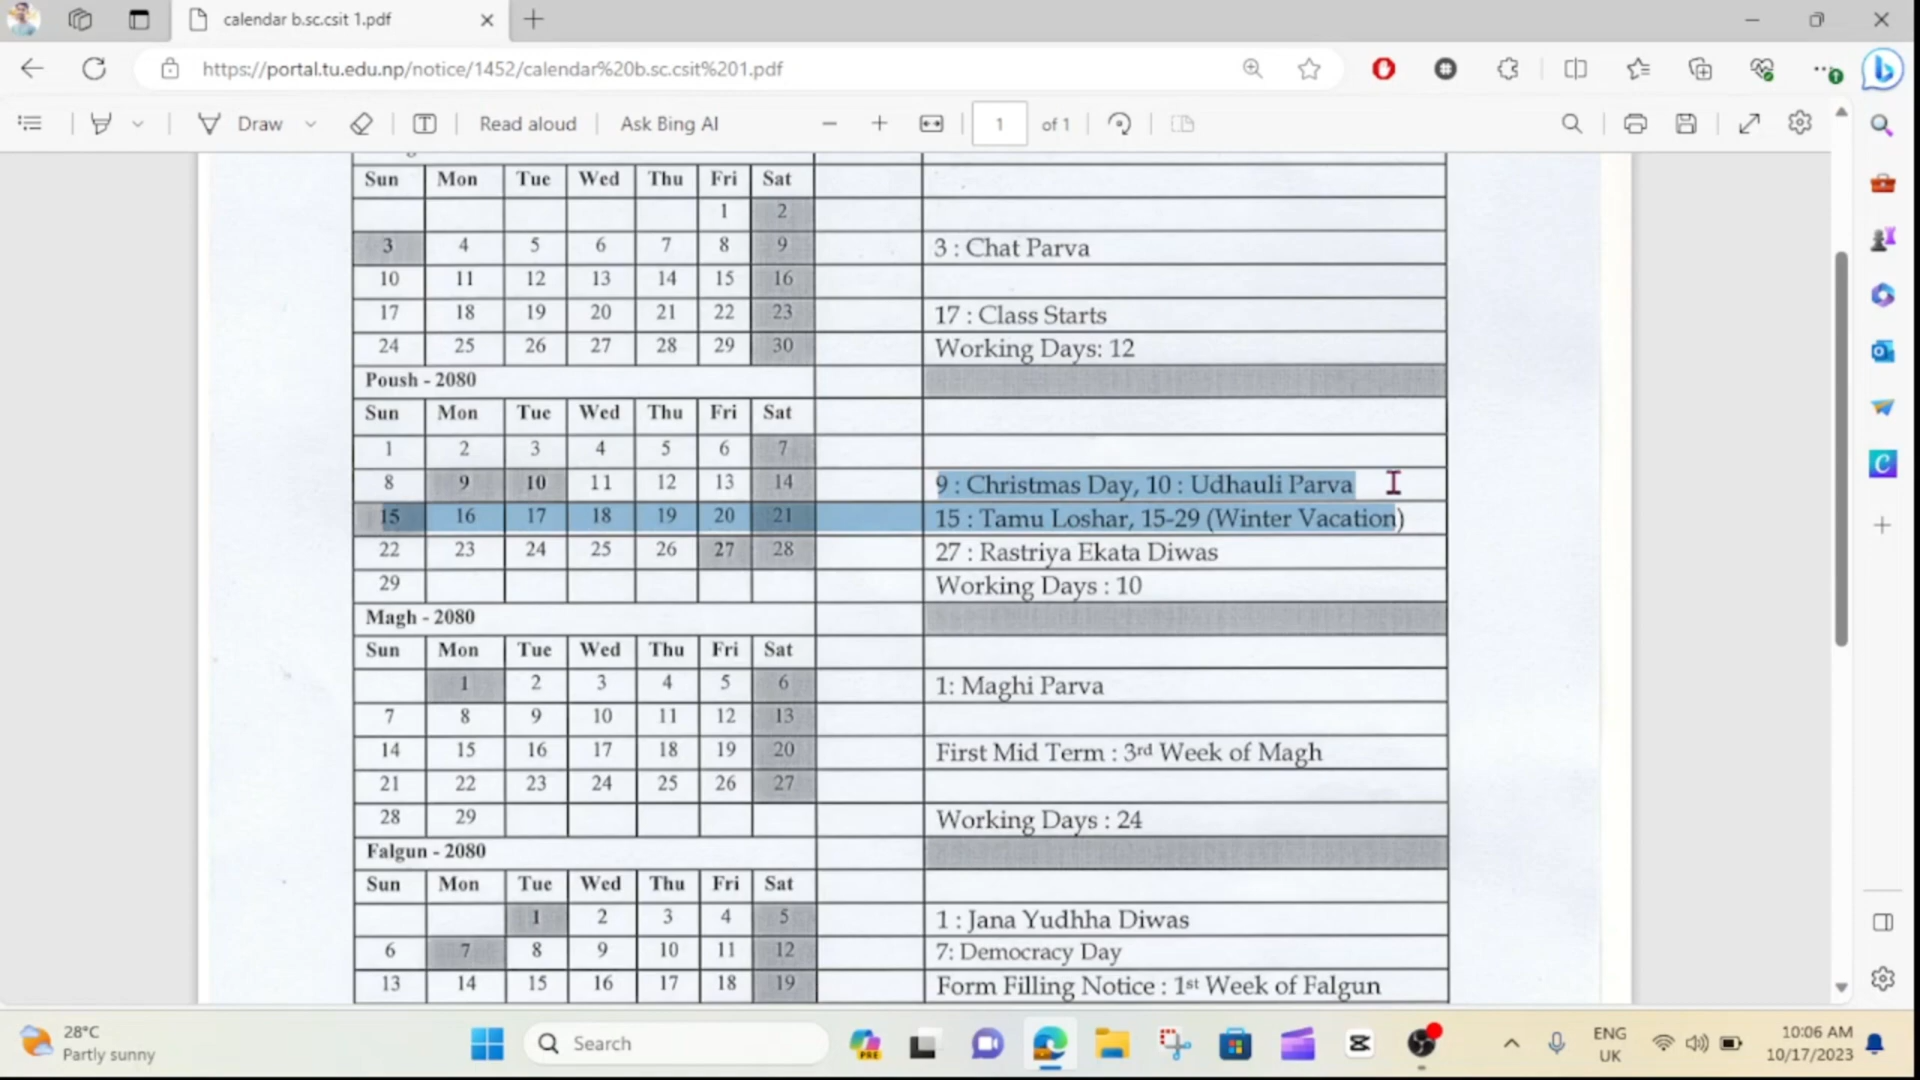 calendar b.sc.csit 1.pdf
https://portal.tu.edu.np/notice/1452/calendar%20b.sc.csit%201.pdf
Draw Read aloud Ask Bing AI 1 of 1
Sun Mon Tue Wed Thu Fri Sat
1 2
3 4 5 6 7 8 9 3 : Chat Parva
10 11 12 13 14 15 16
17 18 19 20 21 22 23 17 : Class Starts
24 25 26 27 28 29 30 Working Days: 12
Poush - 2080
Sun Mon Tue Wed Thu Fri Sat
1 2 3 4 5 6 7
8 9 10 11 12 13 14 9 : Christmas Day, 10 : Udhauli Parva
15 16 17 18 19 20 21 15 : Tamu Loshar, 15-29 (Winter Vacation)
22 23 24 25 26 27 28 27 : Rastriya Ekata Diwas
29 Working Days : 10
Magh - 2080
Sun Mon Tue Wed Thu Fri Sat
1 2 3 4 5 6 1: Maghi Parva
7 8 9 10 11 12 13
14 15 16 17 18 19 20 First Mid Term : 3rd Week of Magh
21 22 23 24 25 26 27
28 29 Working Days : 24
Falgun - 2080
Sun Mon Tue Wed Thu Fri Sat
1 2 3 4 5 1 : Jana Yudhha Diwas
6 7 8 9 10 11 12 7: Democracy Day
13 14 15 16 17 18 19 Form Filling Notice : 1st Week of Falgun
28°C
Partly sunny
Search
PRE
ENG
UK
10:06 AM
10/17/2023